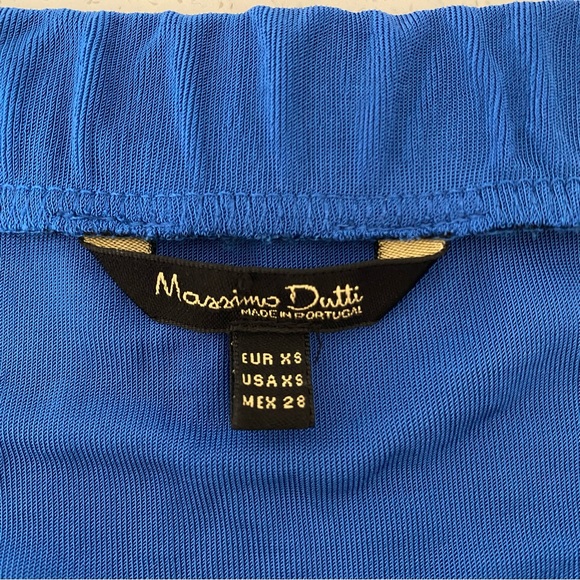 Massimo Dutti
MADE IN PORTUGAL
EUR XS
USA XS
MEX 28